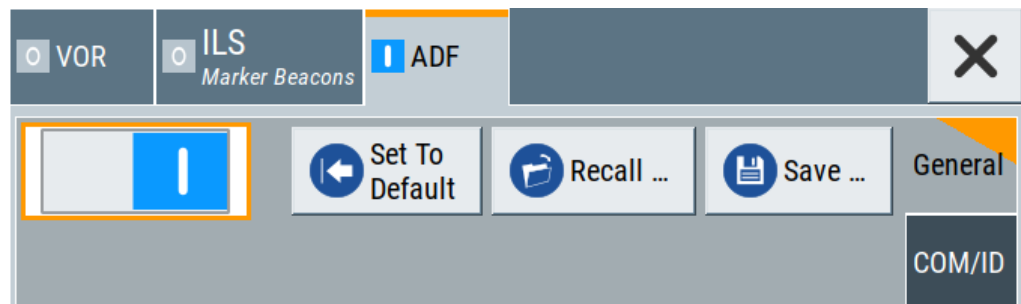 O VOR
O ILS
Marker Beacons
I ADF
I
Set To
Default
Recall ...
Save ...
General
COM/ID